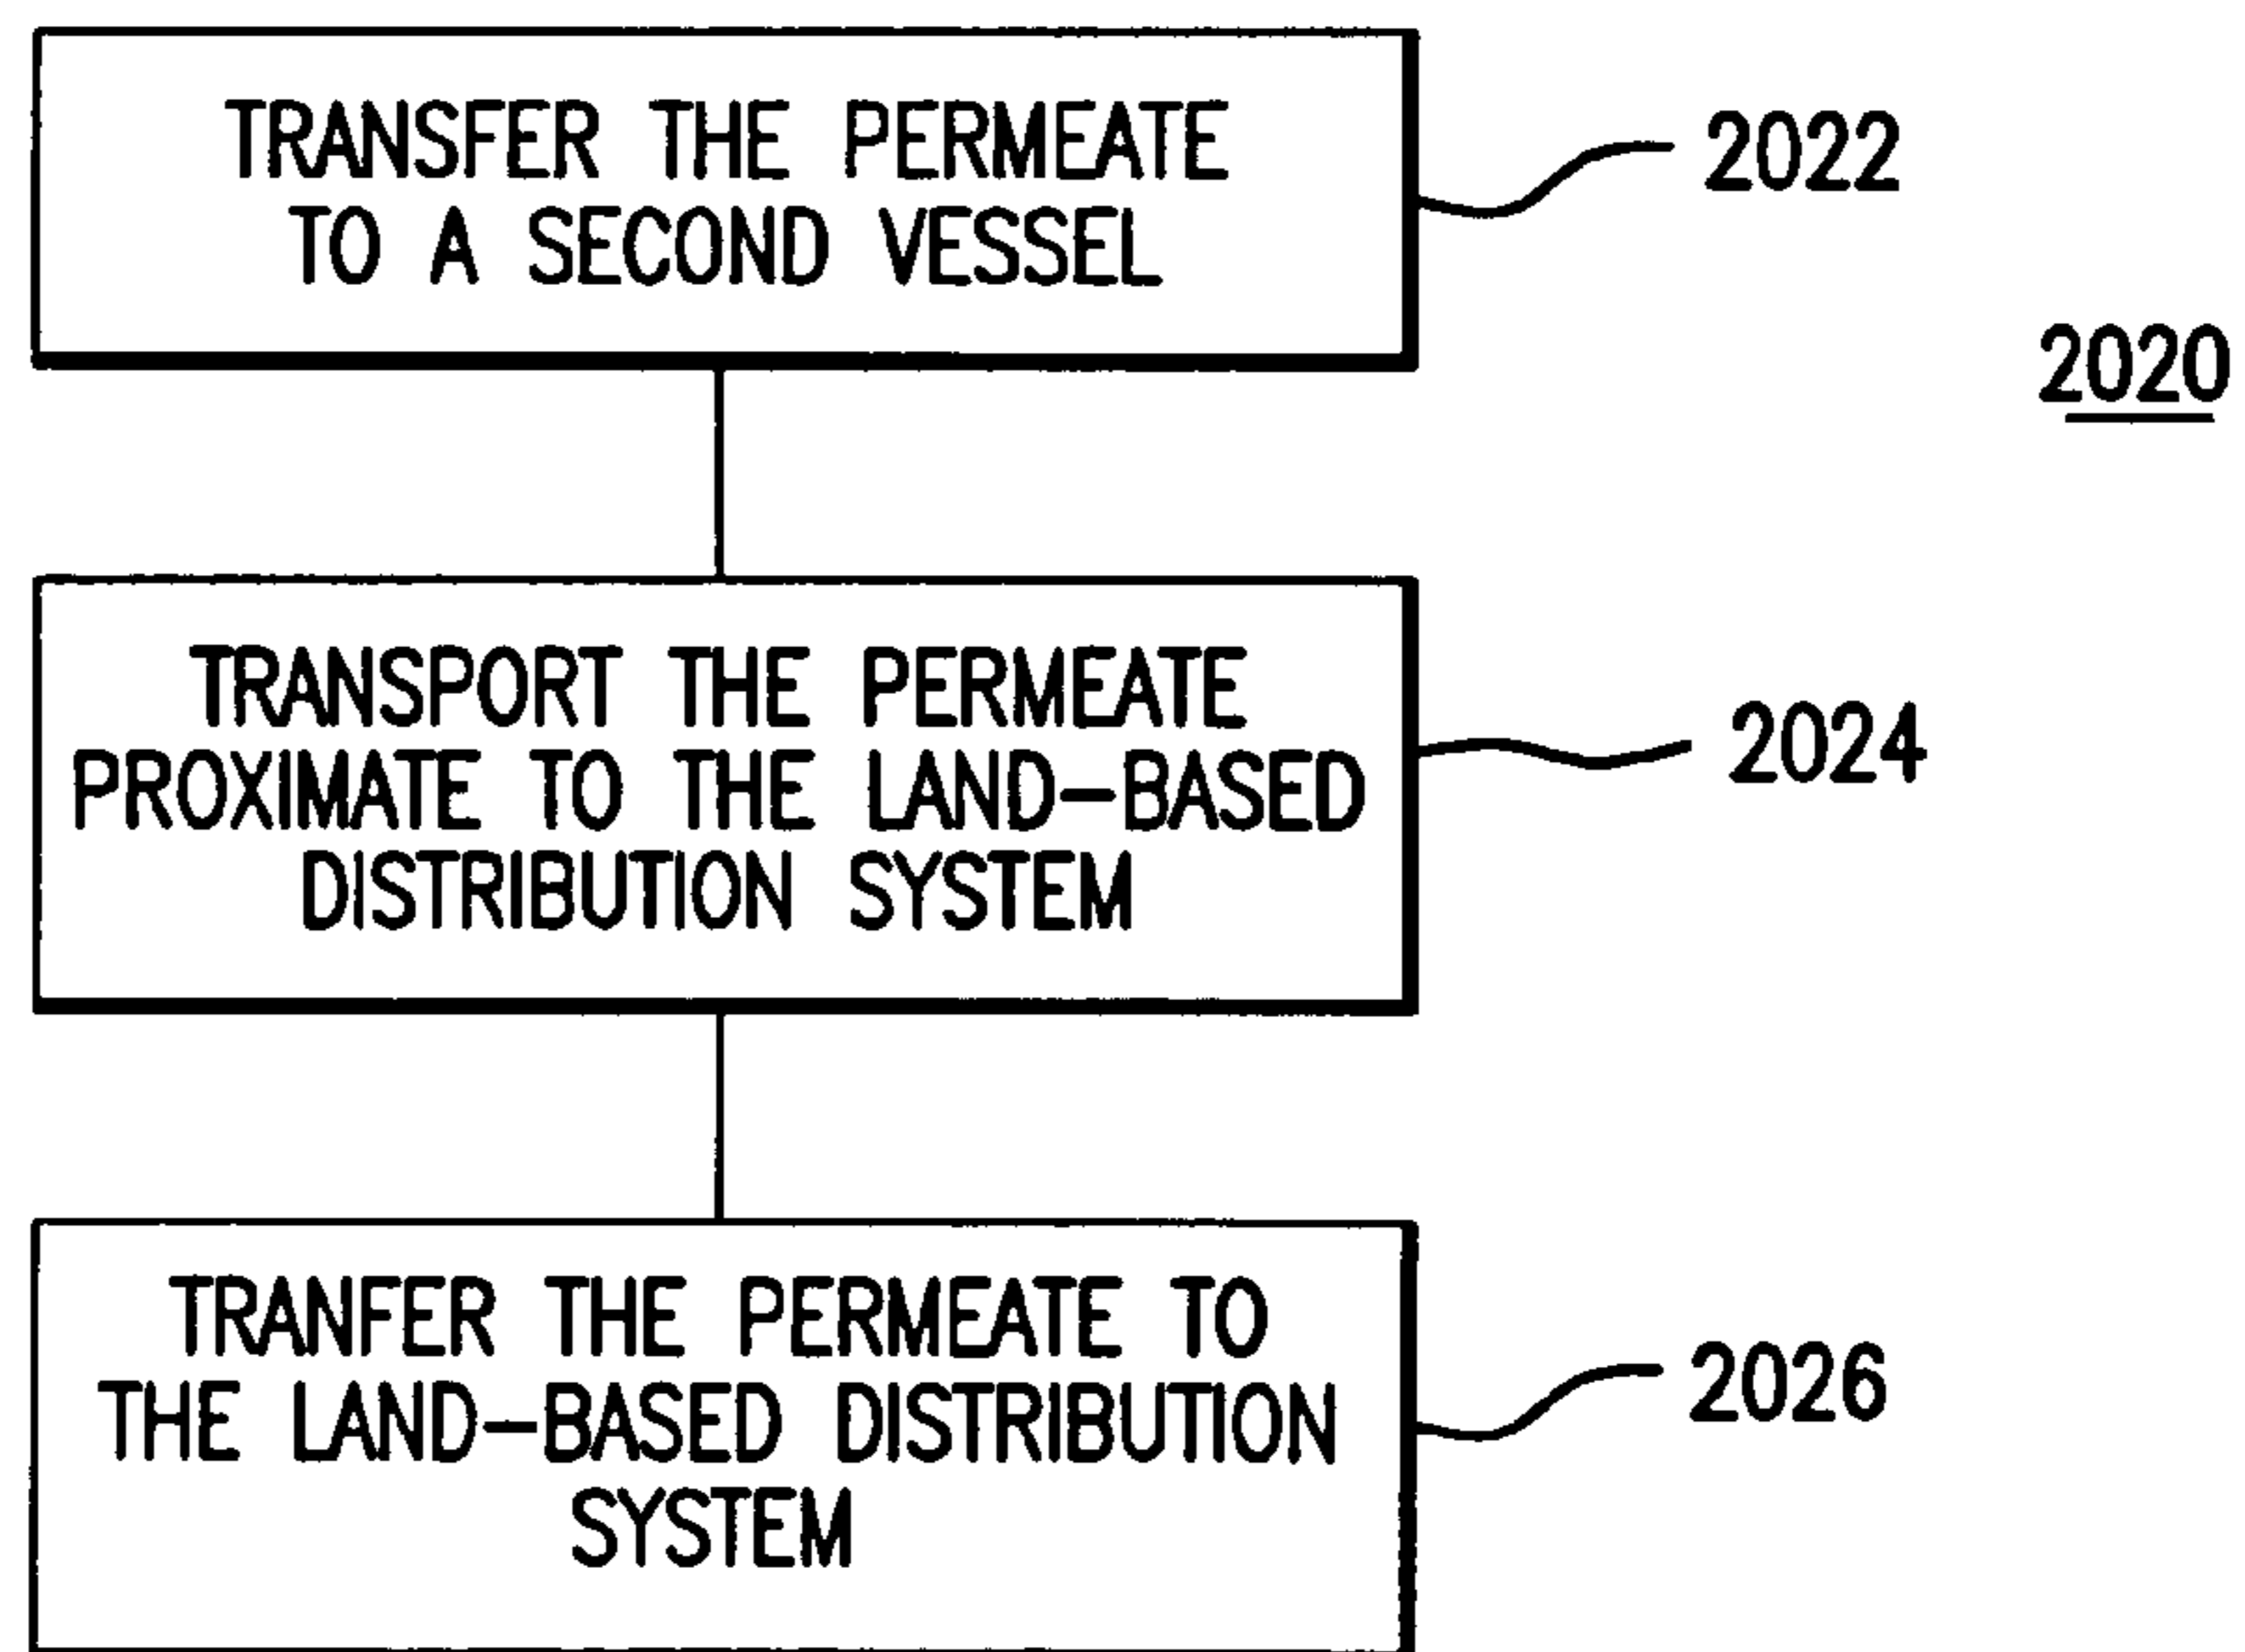 TRANSFER THE PERMEATE
TO A SECOND VESSEL
2022
2020
TRANSPORT THE PERMEATE
PROXIMATE TO THE LAND-BASED
DISTRIBUTION SYSTEM
2024
TRANFER THE PERMEATE TO
THE LAND-BASED DISTRIBUTION
SYSTEM
2026